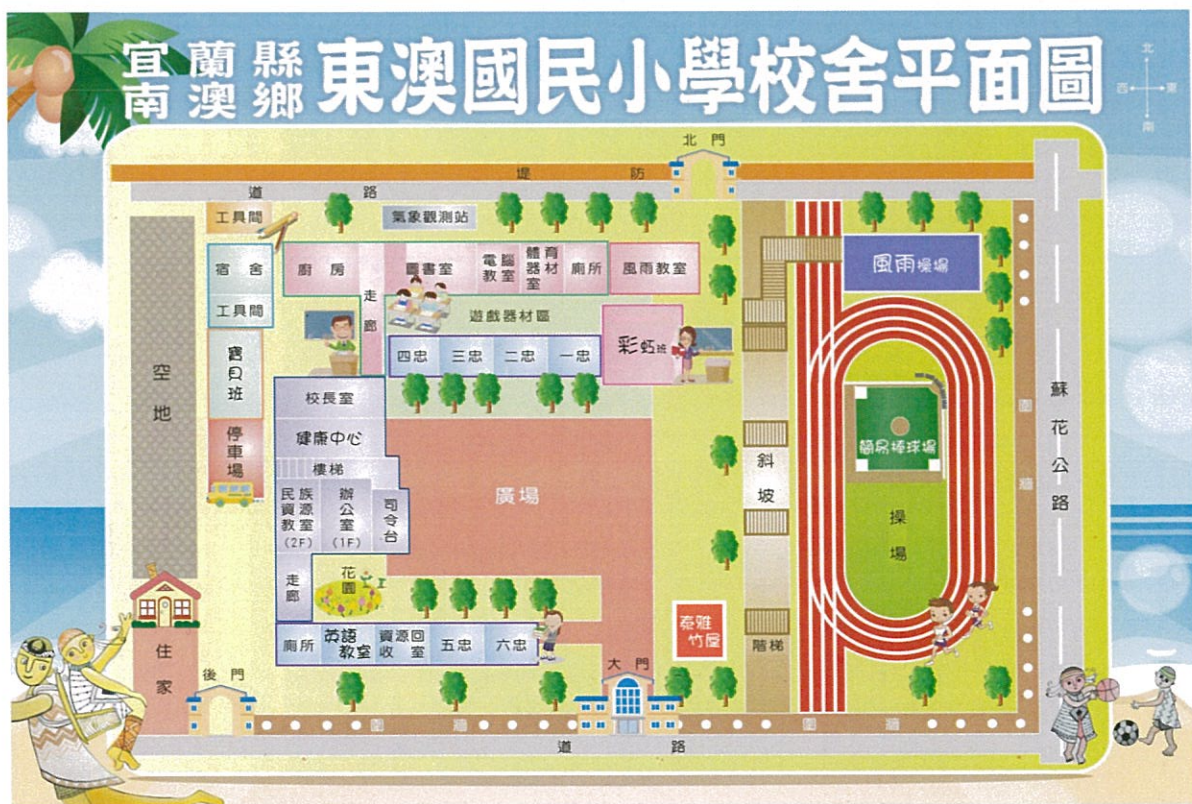 宜蘭縣
南澳鄉
東澳國民小學校舍平面圖
北
西 東
南
北門
堤防
道路
工具間
氣象觀測站
宿舍
廚房
圖書室
電腦
教室
體育
器材
室
廁所
風雨教室
風雨操場
工具間
走廊
遊戲器材區
四忠
三忠
二忠
一忠
彩虹班
寶貝班
空地
校長室
健康中心
停車場
樓梯
廣場
斜坡
簡易棒球場
蘇花公路
圍牆
民族
資源
教室
(2F)
辦
公
室
(1F)
司令台
操場
走廊
花園
泰雅
竹屋
階梯
廁所
英語
教室
資源回
收室
五忠
六忠
住家
後門
大門
圍牆
圍牆
道路